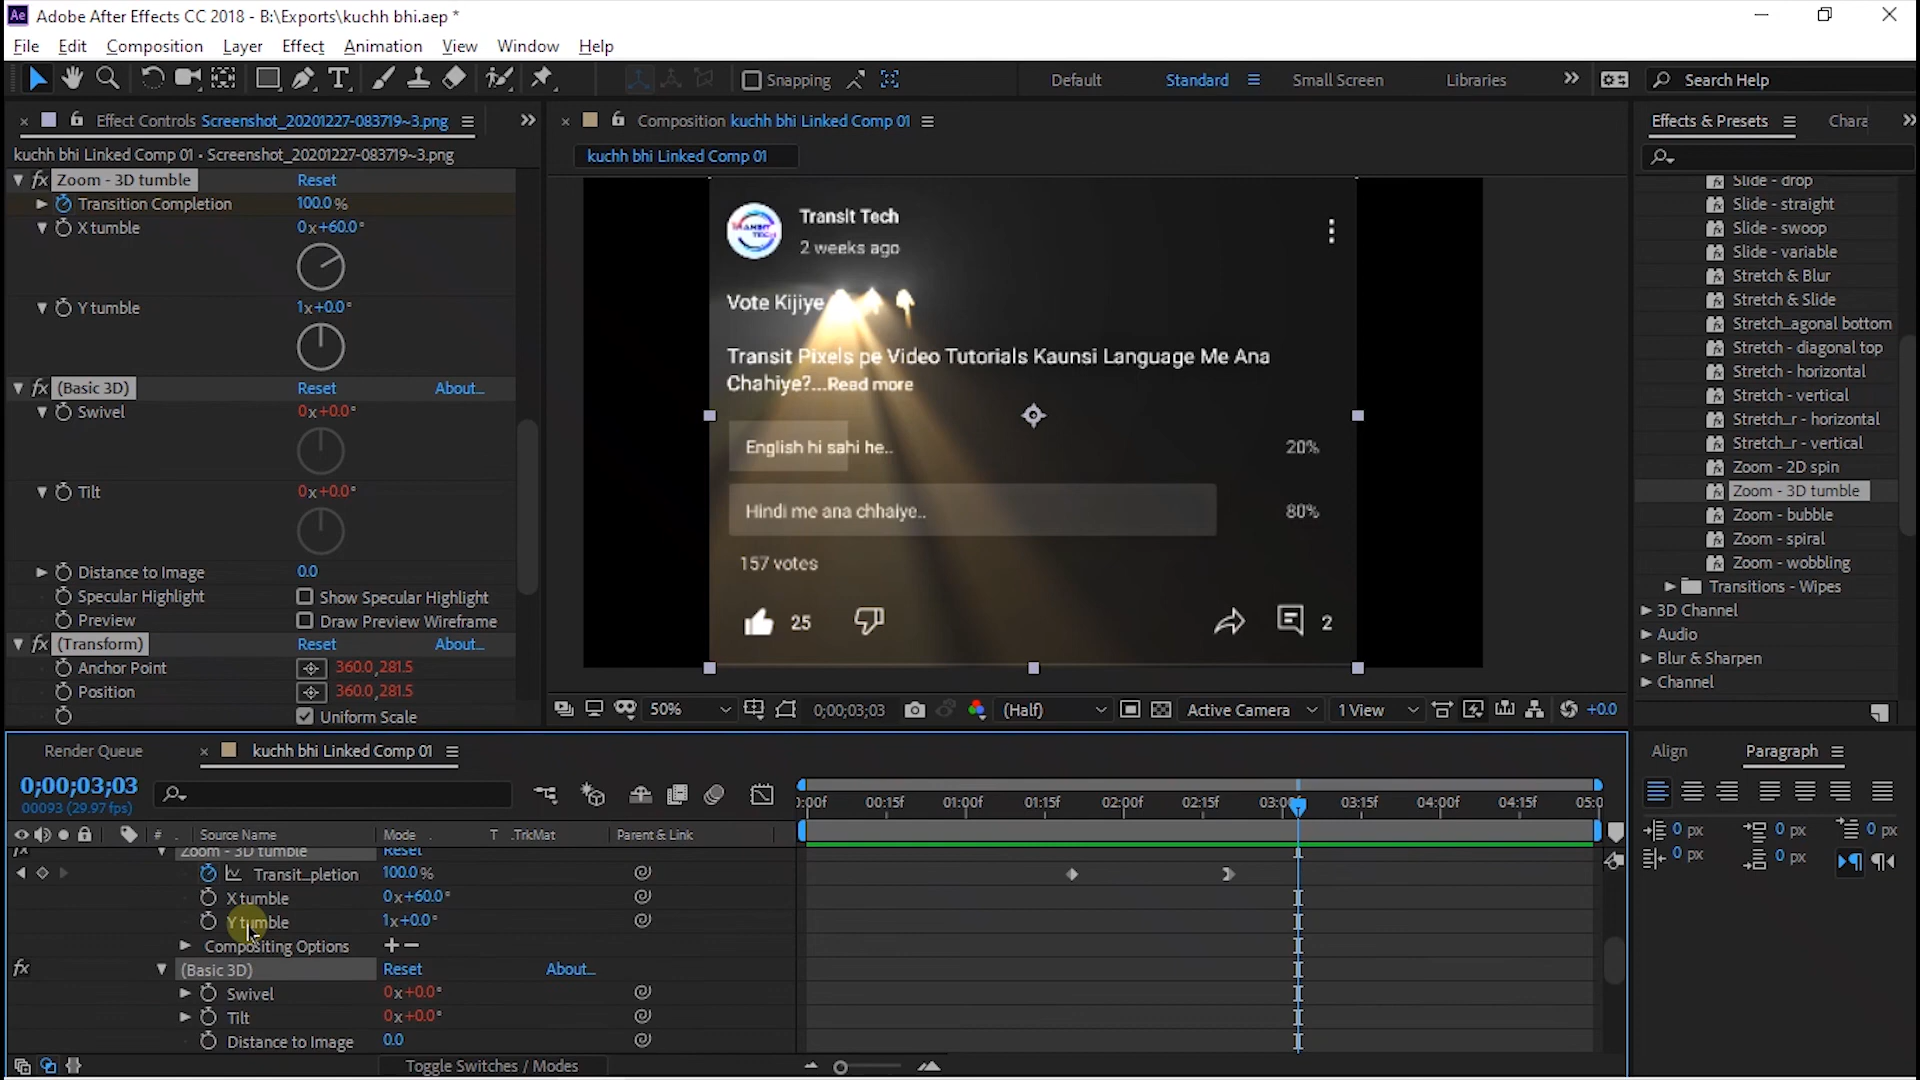 Ae Adobe After Effects CC 2018 - B:\Exports\kuchh bhi.aep *
File Edit Composition Layer Effect Animation View Window Help
Snapping Default Standard Small Screen Libraries Search Help
Effect Controls Screenshot_20201227-083719~3.png
kuchh bhi Linked Comp 01 • Screenshot_20201227-083719~3.png
fx Zoom - 3D tumble Reset
Transition Completion 100.0 %
X tumble 0x+60.0°
Y tumble 1x+0.0°
fx (Basic 3D) Reset About...
Swivel 0x+0.0°
Tilt 0x+0.0°
Distance to Image 0.0
Specular Highlight Show Specular Highlight
Preview Draw Preview Wireframe
fx (Transform) Reset About...
Anchor Point 360.0,281.5
Position 360.0,281.5
Uniform Scale
Composition kuchh bhi Linked Comp 01
kuchh bhi Linked Comp 01
Transit Tech
2 weeks ago
Vote Kijiye
Transit Pixels pe Video Tutorials Kaunsi Language Me Ana
Chahiye?...Read more
English hi sahi he.. 20%
Hindi me ana chhaiye.. 80%
157 votes
25 2
50% 0;00;03;03 (Half) Active Camera 1 View +0.0
Effects & Presets Chara
Slide - drop
Slide - straight
Slide - swoop
Slide - variable
Stretch & Blur
Stretch & Slide
Stretch...agonal bottom
Stretch - diagonal top
Stretch - horizontal
Stretch - vertical
Stretch...r - horizontal
Stretch...r - vertical
Zoom - 2D spin
Zoom - 3D tumble
Zoom - bubble
Zoom - spiral
Zoom - wobbling
Transitions - Wipes
3D Channel
Audio
Blur & Sharpen
Channel
Render Queue kuchh bhi Linked Comp 01
0;00;03;03
00093 (29.97 fps)
):00f 00:15f 01:00f 01:15f 02:00f 02:15f 03:0 03:15f 04:00f 04:15f 05:0
# Source Name Mode T .TrkMat Parent & Link
fx Zoom - 3D tumble Reset
Transit...pletion 100.0 %
X tumble 0x+60.0°
Y tumble 1x+0.0°
Compositing Options + −
fx (Basic 3D) Reset About...
Swivel 0x+0.0°
Tilt 0x+0.0°
Distance to Image 0.0
Toggle Switches / Modes
Align Paragraph
0 px 0 px 0 px
0 px 0 px